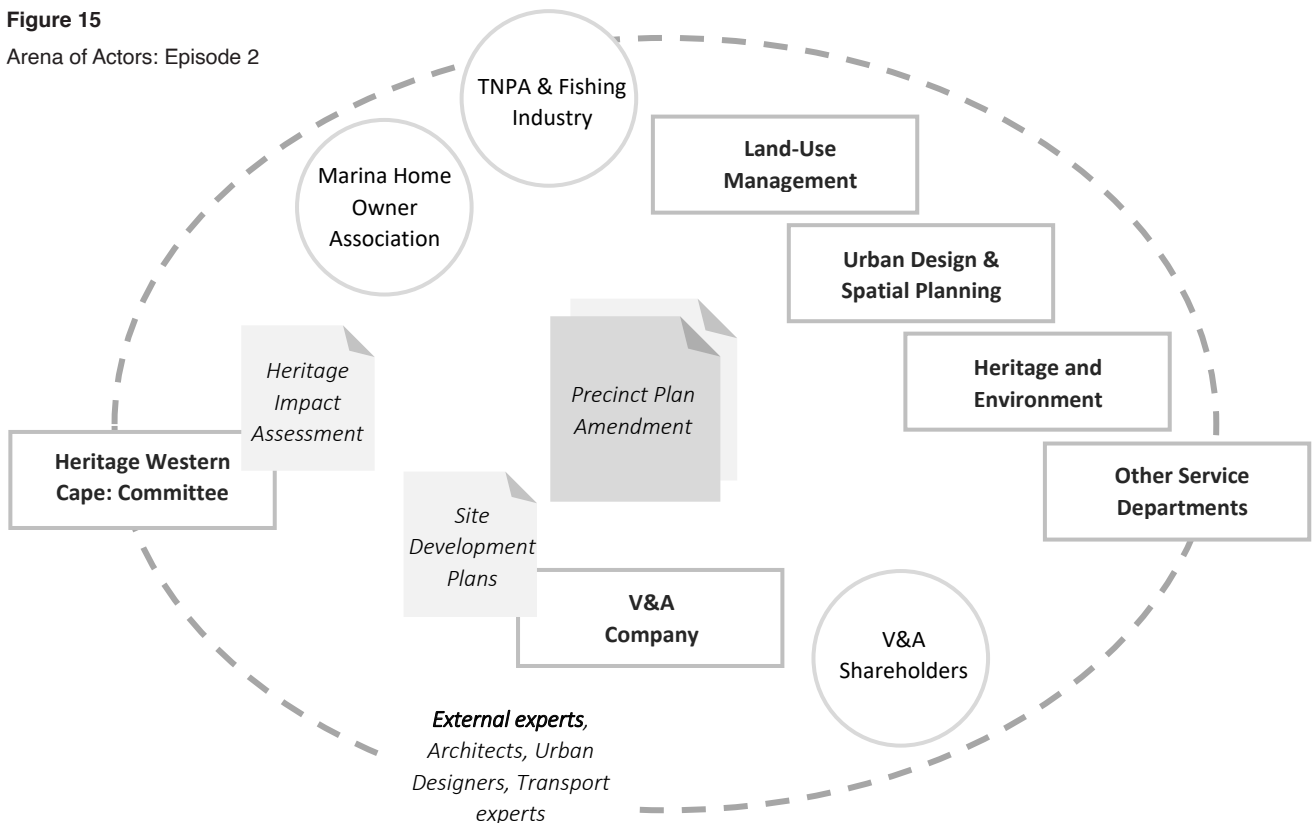 Figure 15
Arena of Actors: Episode 2
TNPA & Fishing
Industry
Marina Home
Owner
Association
Land-Use
Management
Urban Design &
Spatial Planning
Heritage and
Environment
Other Service
Departments
Heritage
Impact
Assessment
Precinct Plan
Amendment
Heritage Western
Cape: Committee
Site
Development
Plans
V&A
Company
V&A
Shareholders
External experts,
Architects, Urban
Designers, Transport
experts